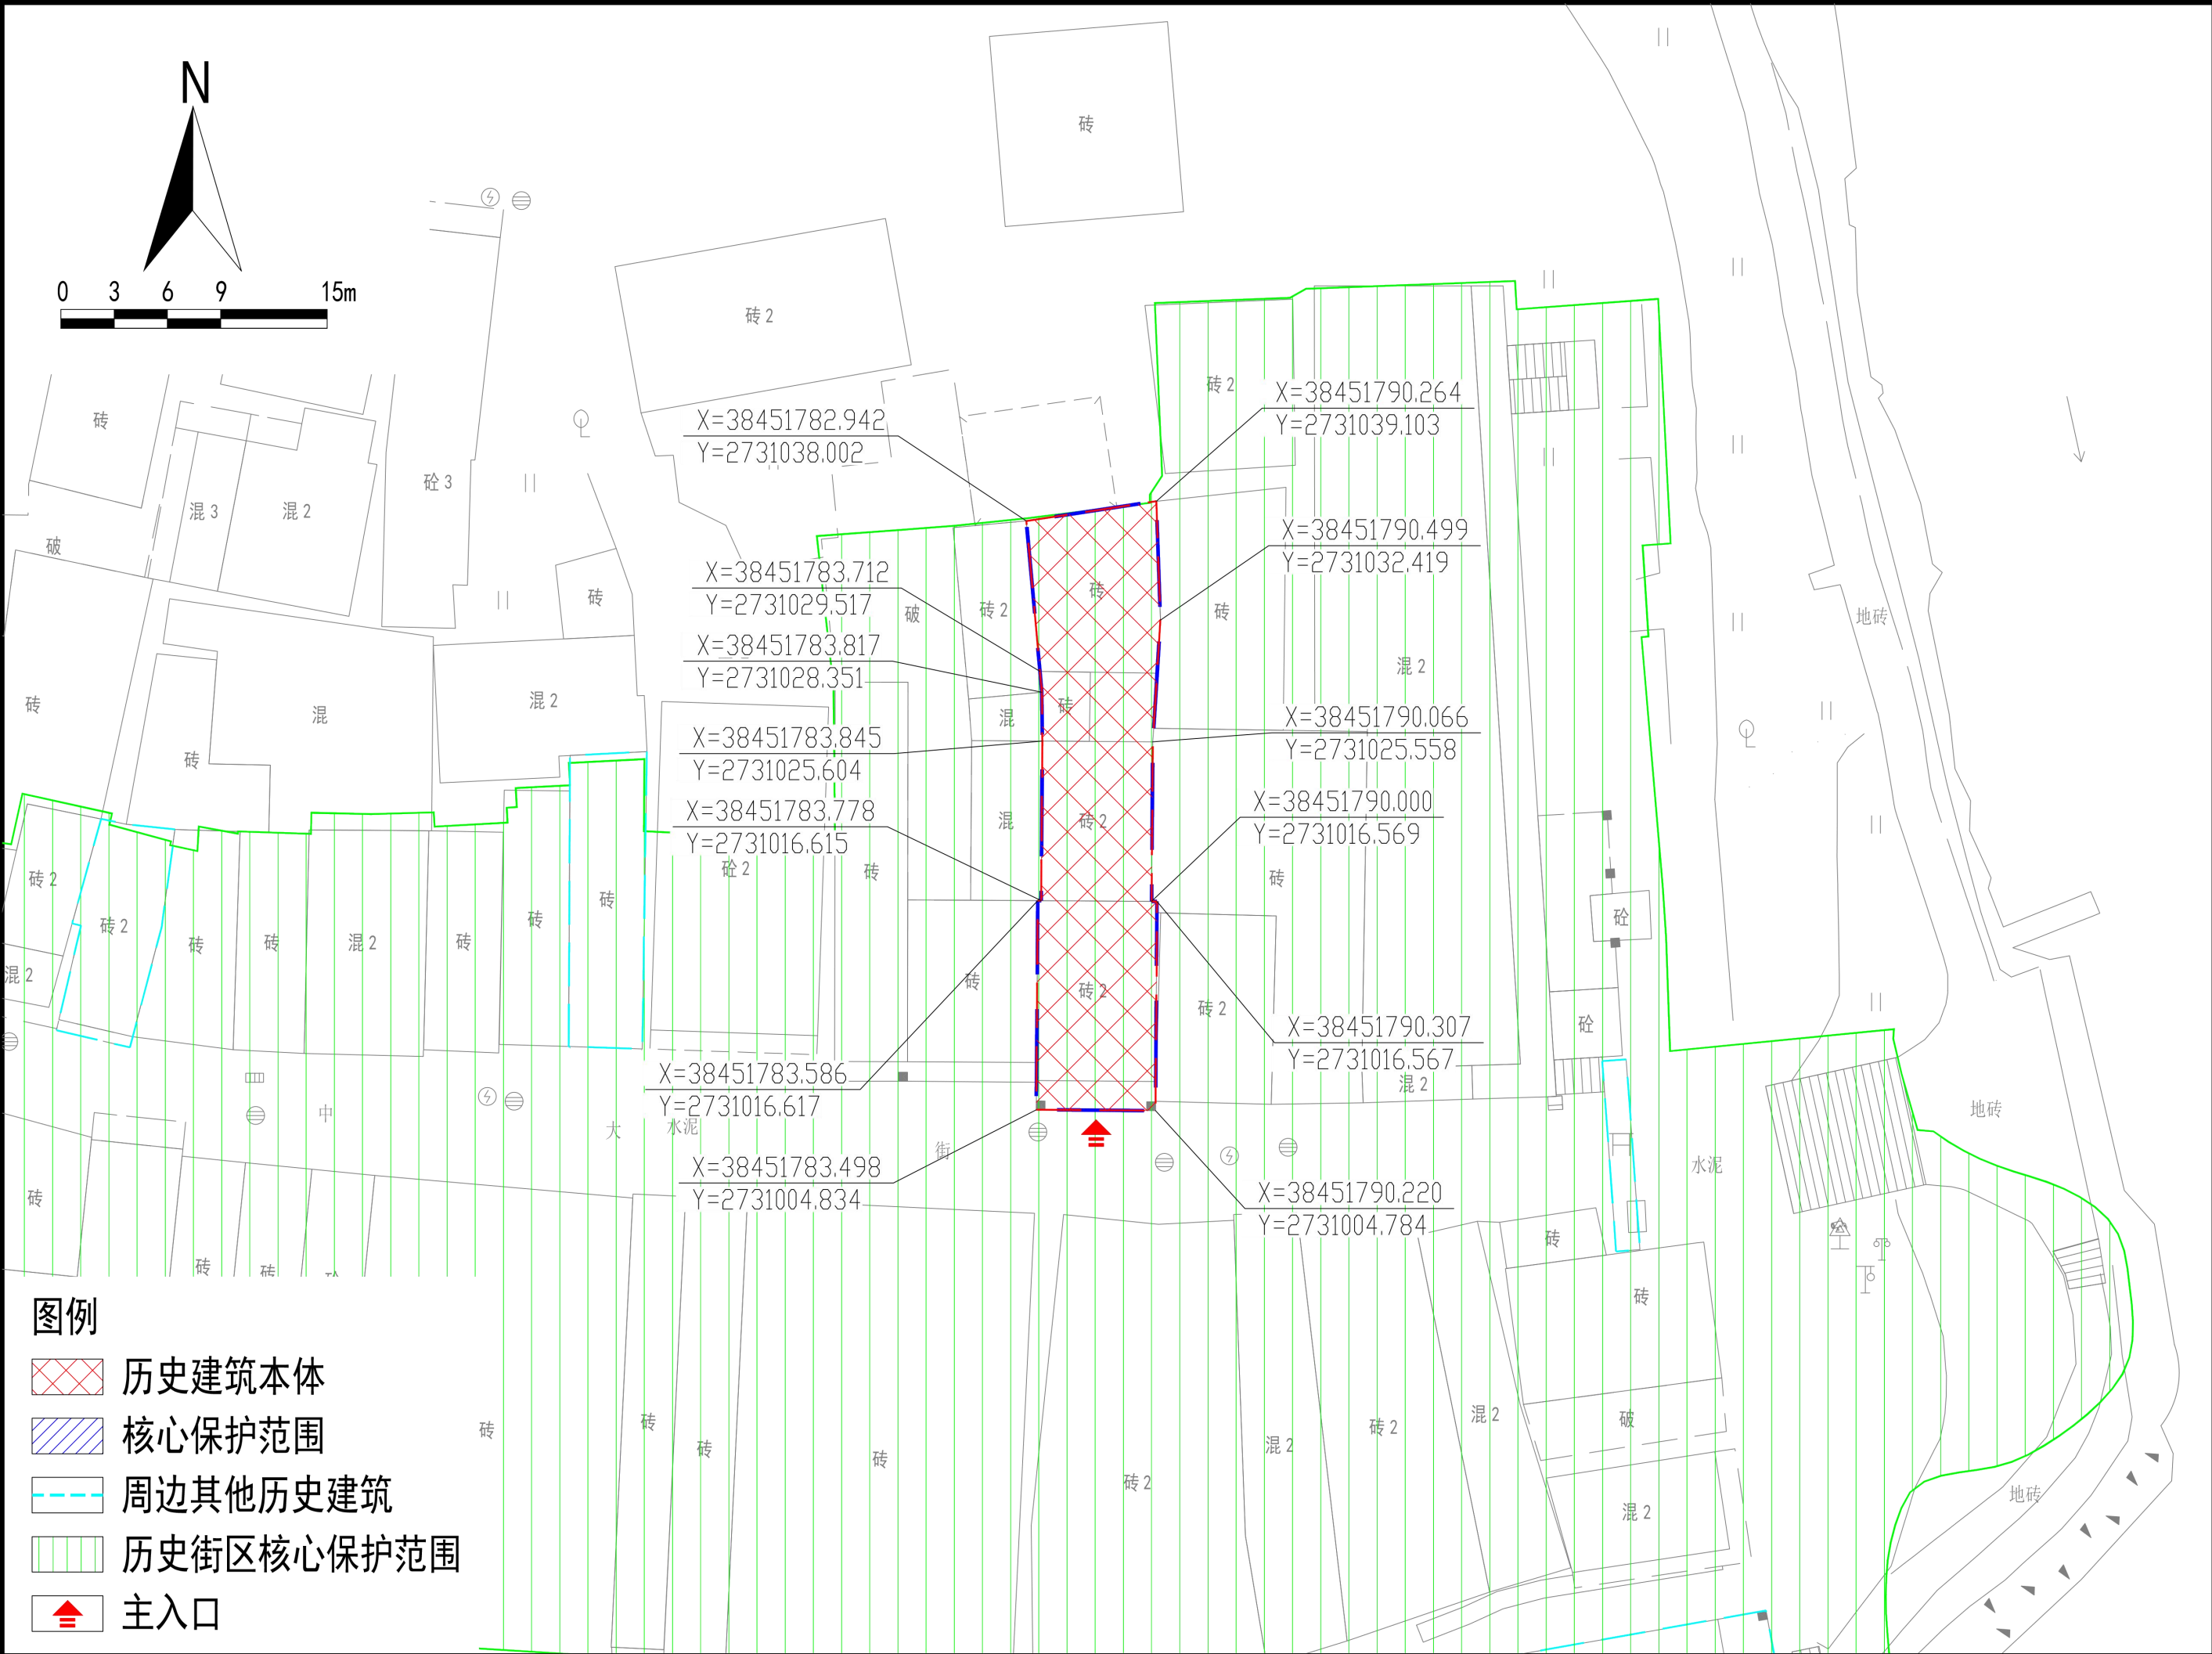 N
0 3 6 9 15m
砖
砖2
砖2
砖
砼3
混3
混2
破
砖
X=38451782.942
Y=2731038.002
X=38451790.264
Y=2731039.103
X=38451790.499
Y=2731032.419
X=38451783.712
Y=2731029.517
破
砖2
砖
砖
地砖
X=38451783.817
Y=2731028.351
混2
砖
混
混2
砖
混
砖
X=38451790.066
Y=2731025.558
X=38451783.845
Y=2731025.604
X=38451783.778
Y=2731016.615
X=38451790.000
Y=2731016.569
混
砖2
砖2
砼2
砖
砖
砖2
砖
砖
混2
砖
砖
砖
砼
混2
砖
砖2
砖2
砼
X=38451790.307
Y=2731016.567
X=38451783.586
Y=2731016.617
混2
中
大
水泥
街
地砖
水泥
X=38451783.498
Y=2731004.834
X=38451790.220
Y=2731004.784
砖
砖
砖
砖
砖
图例
历史建筑本体
核心保护范围
周边其他历史建筑
历史街区核心保护范围
主入口
砖
砖
砖
砖
砖2
混2
砖2
混2
破
混2
地砖